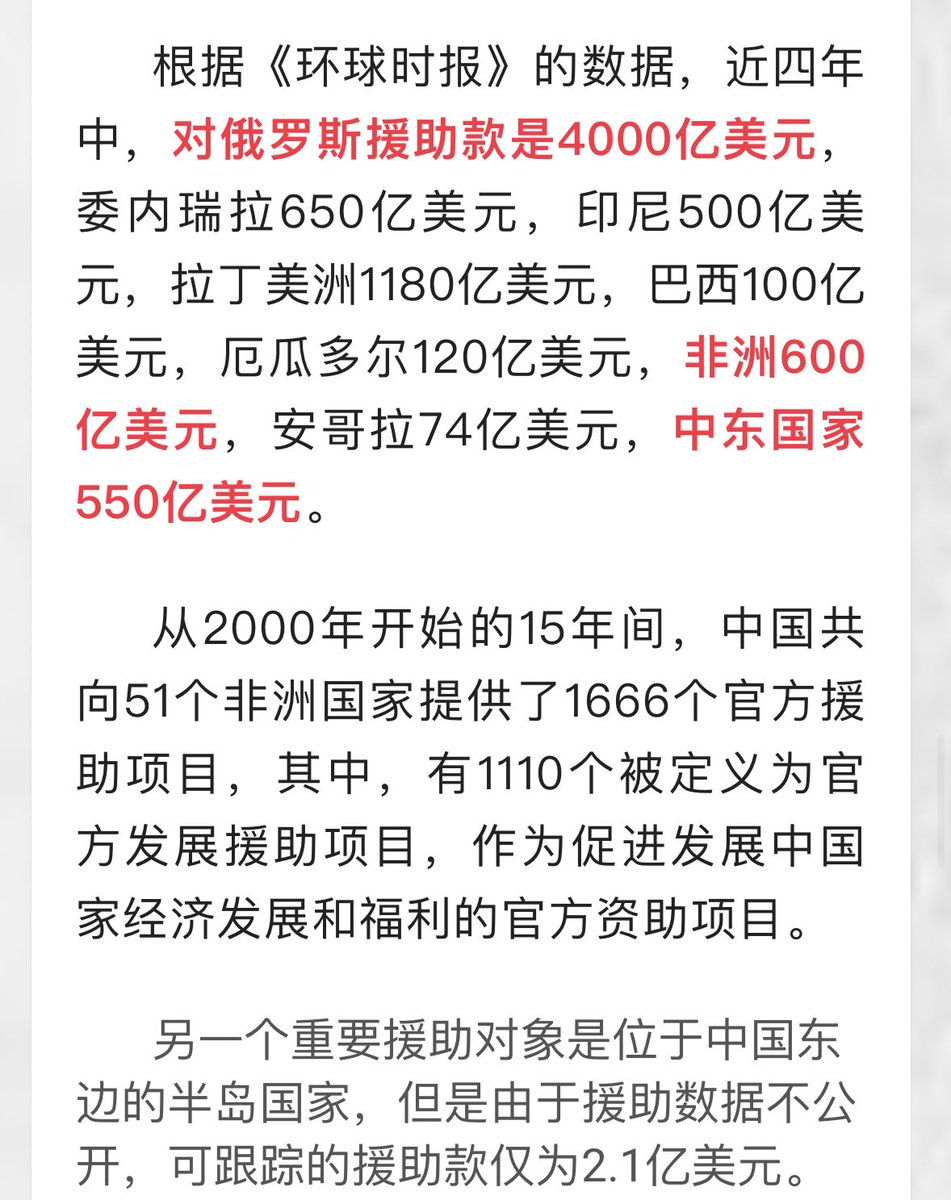 根据《环球时报》的数据，近四年
中，对俄罗斯援助款是4000亿美元，
委内瑞拉650亿美元，印尼500亿美
元，拉丁美洲1180亿美元，巴西100亿
美元，厄瓜多尔120亿美元，非洲600
亿美元，安哥拉74亿美元，中东国家
550亿美元。
从2000年开始的15年间，中国共
向51个非洲国家提供了1666个官方援
助项目，其中，有1110个被定义为官
方发展援助项目，作为促进发展中国
家经济发展和福利的官方资助项目。
另一个重要援助对象是位于中国东
边的半岛国家，但是由于援助数据不公
开，可跟踪的援助款仅为2.1亿美元。